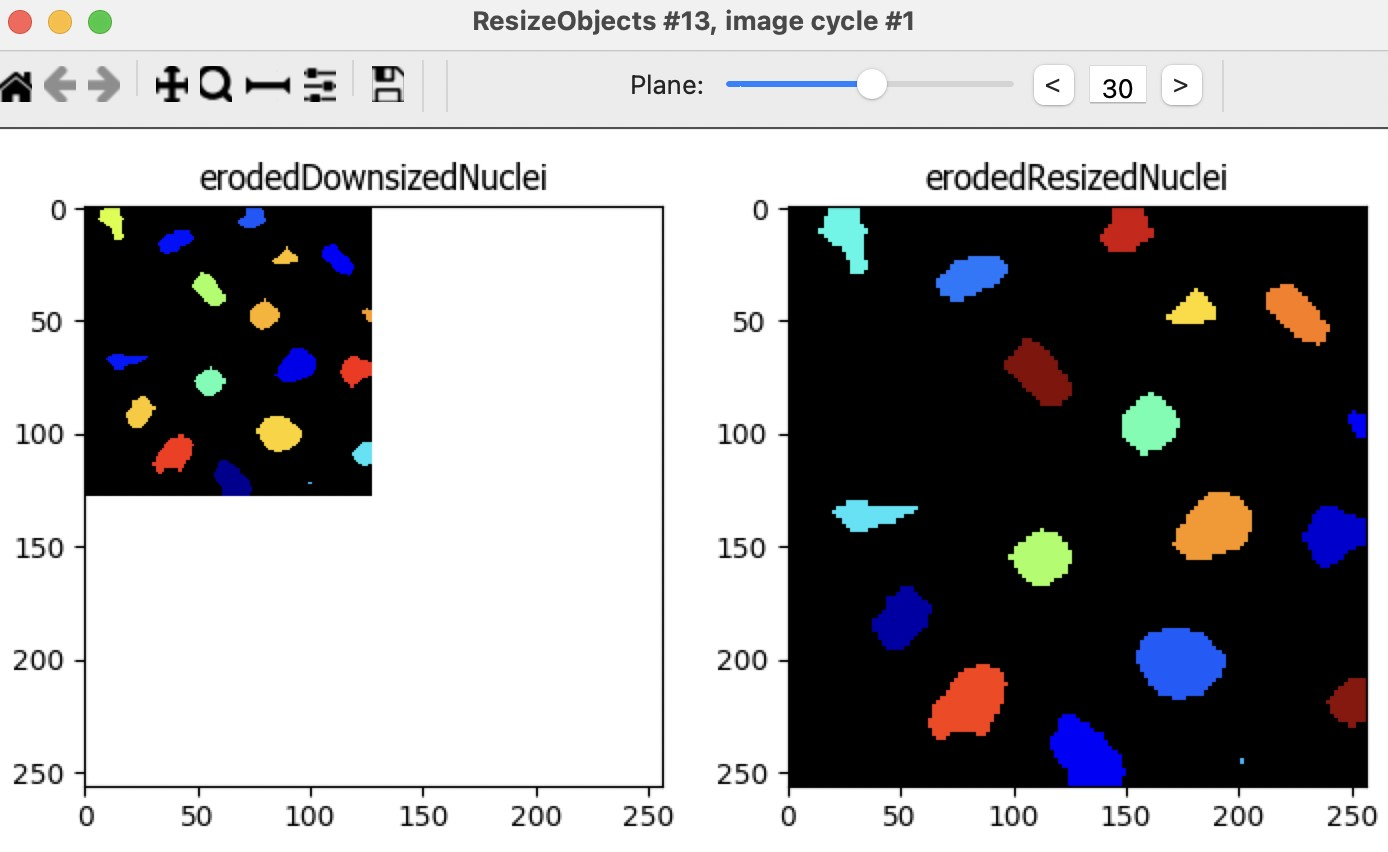 ResizeObjects #13, image cycle #1
Plane: < 30 >
erodedDownsizedNuclei
0
50
100
150
200
250
0 50 100 150 200 250
erodedResizedNuclei
0
50
100
150
200
250
0 50 100 150 200 250